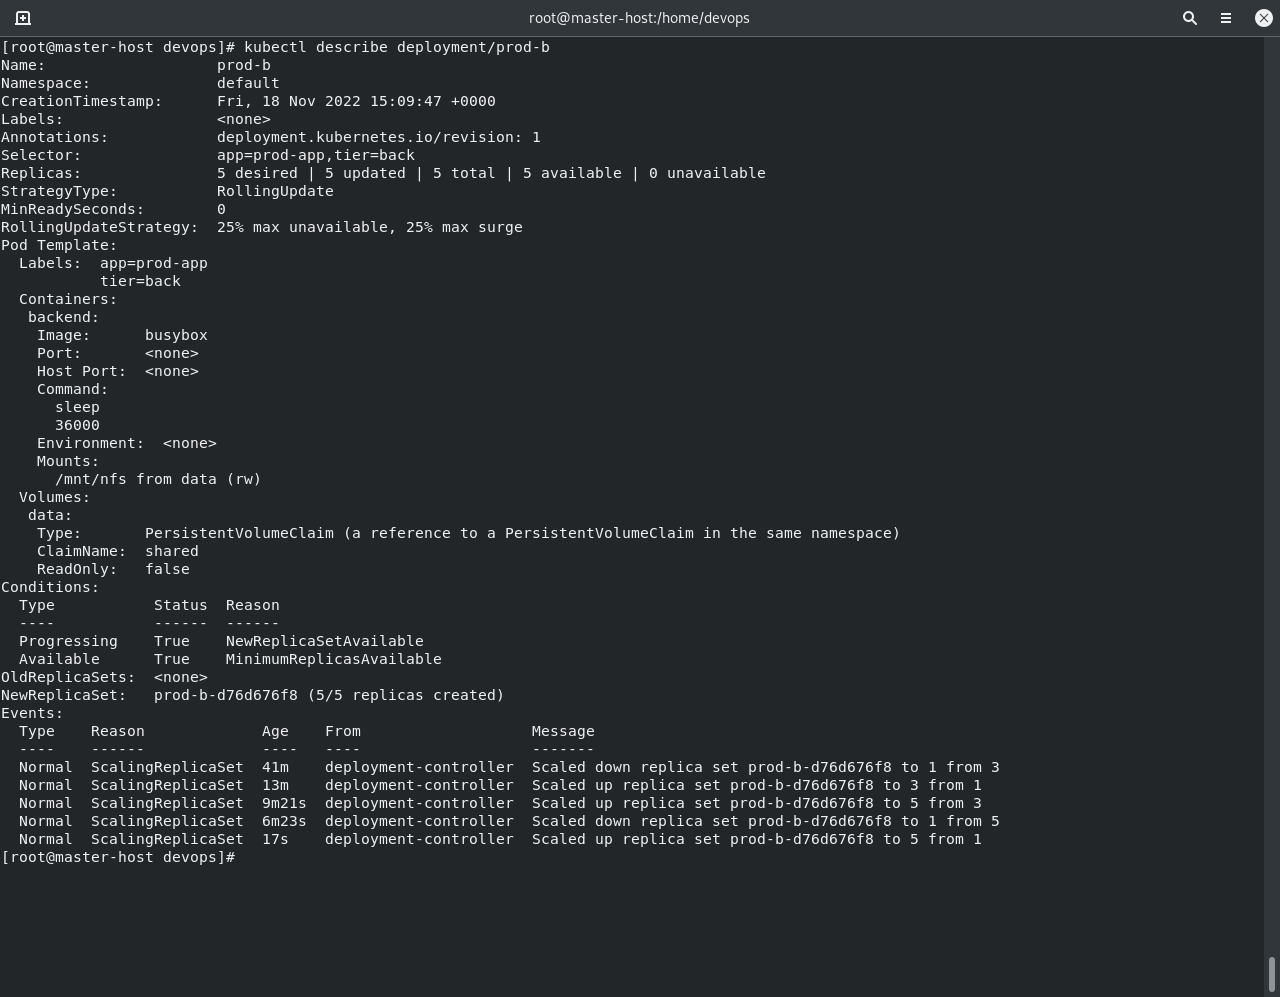 root@master-host:/home/devops
[root@master-host devops]# kubectl describe deployment/prod-b
Name:                   prod-b
Namespace:              default
CreationTimestamp:      Fri, 18 Nov 2022 15:09:47 +0000
Labels:                 <none>
Annotations:            deployment.kubernetes.io/revision: 1
Selector:               app=prod-app,tier=back
Replicas:               5 desired | 5 updated | 5 total | 5 available | 0 unavailable
StrategyType:           RollingUpdate
MinReadySeconds:        0
RollingUpdateStrategy:  25% max unavailable, 25% max surge
Pod Template:
  Labels:  app=prod-app
           tier=back
  Containers:
   backend:
    Image:      busybox
    Port:       <none>
    Host Port:  <none>
    Command:
      sleep
      36000
    Environment:  <none>
    Mounts:
      /mnt/nfs from data (rw)
  Volumes:
   data:
    Type:       PersistentVolumeClaim (a reference to a PersistentVolumeClaim in the same namespace)
    ClaimName:  shared
    ReadOnly:   false
Conditions:
  Type           Status  Reason
  ----           ------  ------
  Progressing    True    NewReplicaSetAvailable
  Available      True    MinimumReplicasAvailable
OldReplicaSets:  <none>
NewReplicaSet:   prod-b-d76d676f8 (5/5 replicas created)
Events:
  Type    Reason             Age    From                   Message
  ----    ------             ----   ----                   -------
  Normal  ScalingReplicaSet  41m    deployment-controller  Scaled down replica set prod-b-d76d676f8 to 1 from 3
  Normal  ScalingReplicaSet  13m    deployment-controller  Scaled up replica set prod-b-d76d676f8 to 3 from 1
  Normal  ScalingReplicaSet  9m21s  deployment-controller  Scaled up replica set prod-b-d76d676f8 to 5 from 3
  Normal  ScalingReplicaSet  6m23s  deployment-controller  Scaled down replica set prod-b-d76d676f8 to 1 from 5
  Normal  ScalingReplicaSet  17s    deployment-controller  Scaled up replica set prod-b-d76d676f8 to 5 from 1
[root@master-host devops]#